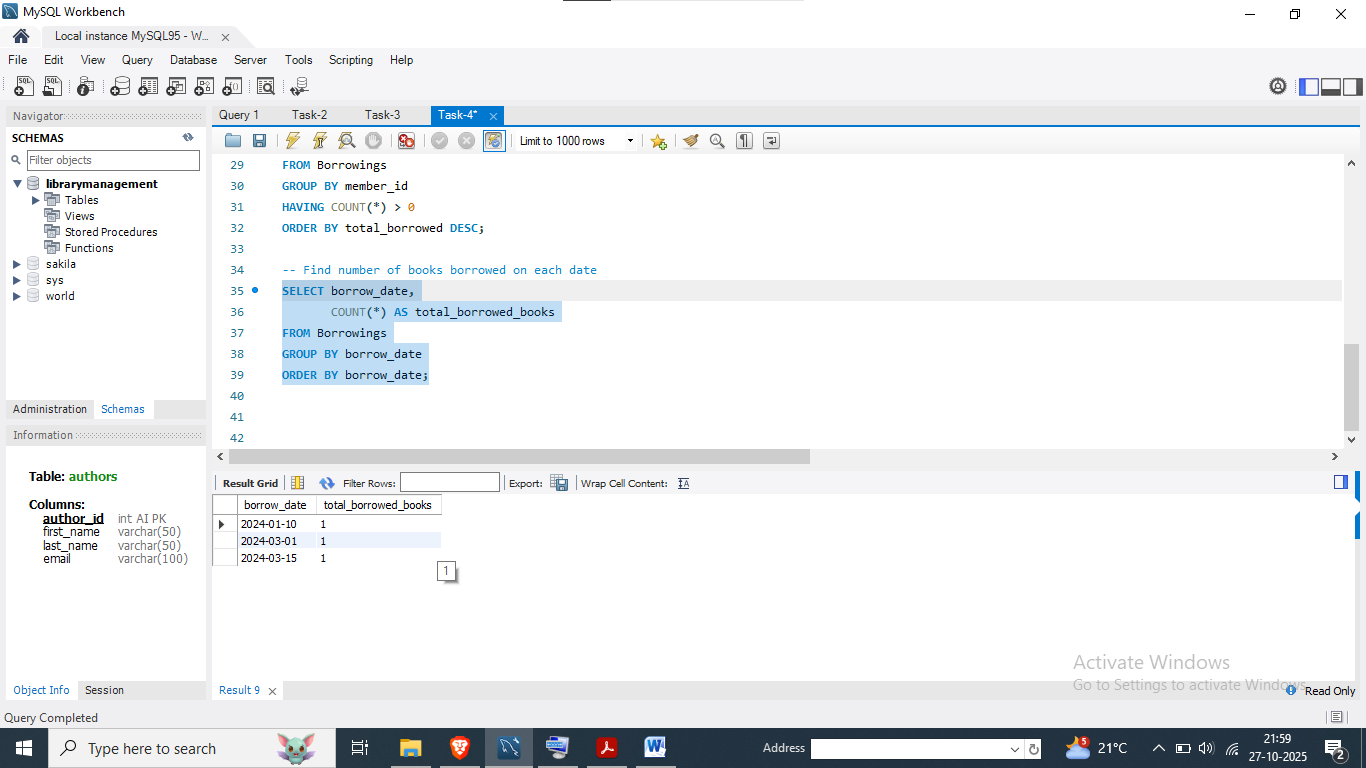 MySQL Workbench
Local instance MySQL95 - W...
File Edit View Query Database Server Tools Scripting Help
Navigator
SCHEMAS
Filter objects
librarymanagement
Tables
Views
Stored Procedures
Functions
sakila
sys
world
Administration Schemas
Information
Table: authors
Columns:
author_id int AI PK
first_name varchar(50)
last_name varchar(50)
email varchar(100)
Object Info Session
Query 1 Task-2 Task-3 Task-4*
Limit to 1000 rows
29 FROM Borrowings
30 GROUP BY member_id
31 HAVING COUNT(*) > 0
32 ORDER BY total_borrowed DESC;
33
34 -- Find number of books borrowed on each date
35 SELECT borrow_date,
36 COUNT(*) AS total_borrowed_books
37 FROM Borrowings
38 GROUP BY borrow_date
39 ORDER BY borrow_date;
40
41
42
Result Grid Filter Rows: Export: Wrap Cell Content:
borrow_date total_borrowed_books
2024-01-10 1
2024-03-01 1
2024-03-15 1
1
Activate Windows
Go to Settings to activate Windows.
Result 9 Read Only
Query Completed
Type here to search Address 5 21°C 21:59
27-10-2025 2